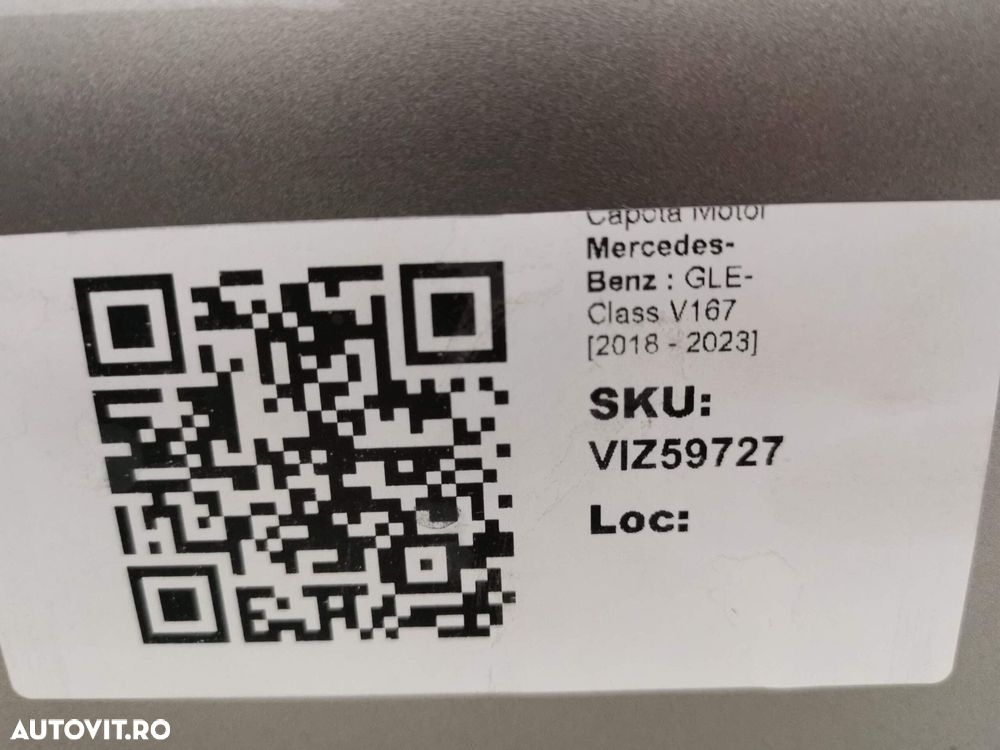 Capota Motor
Mercedes-
Benz : GLE-
Class V167
[2018 - 2023]
SKU:
VIZ59727
Loc:
AUTOVIT.RO